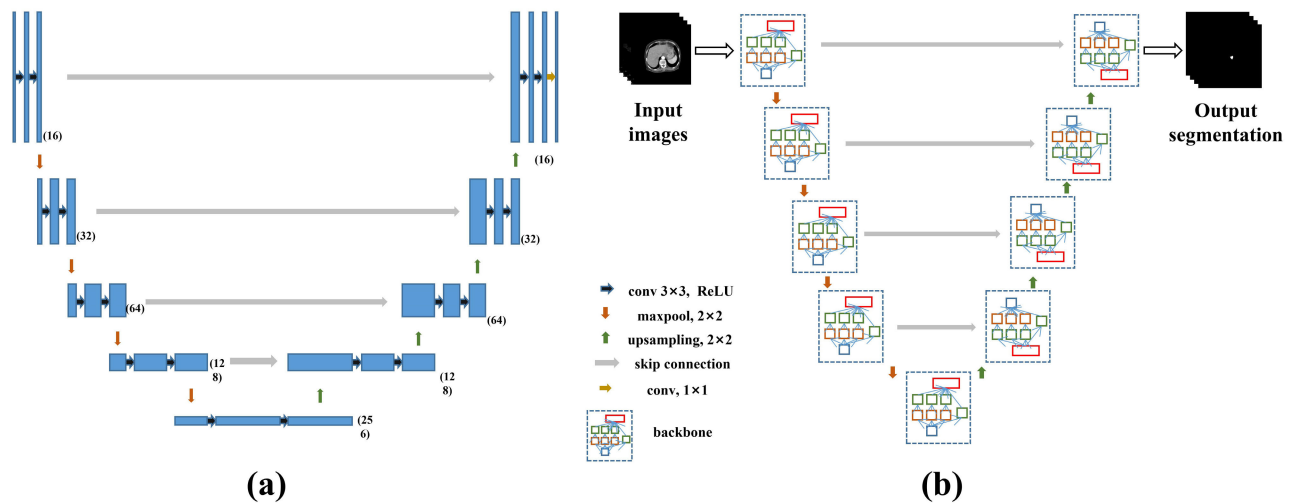 (16)
(16)
(32)
(32)
(64)
(64)
(12
8)
(12
8)
(25
6)
(a)
Input
images
Output
segmentation
conv 3×3, ReLU
maxpool, 2×2
upsampling, 2×2
skip connection
conv, 1×1
backbone
(b)